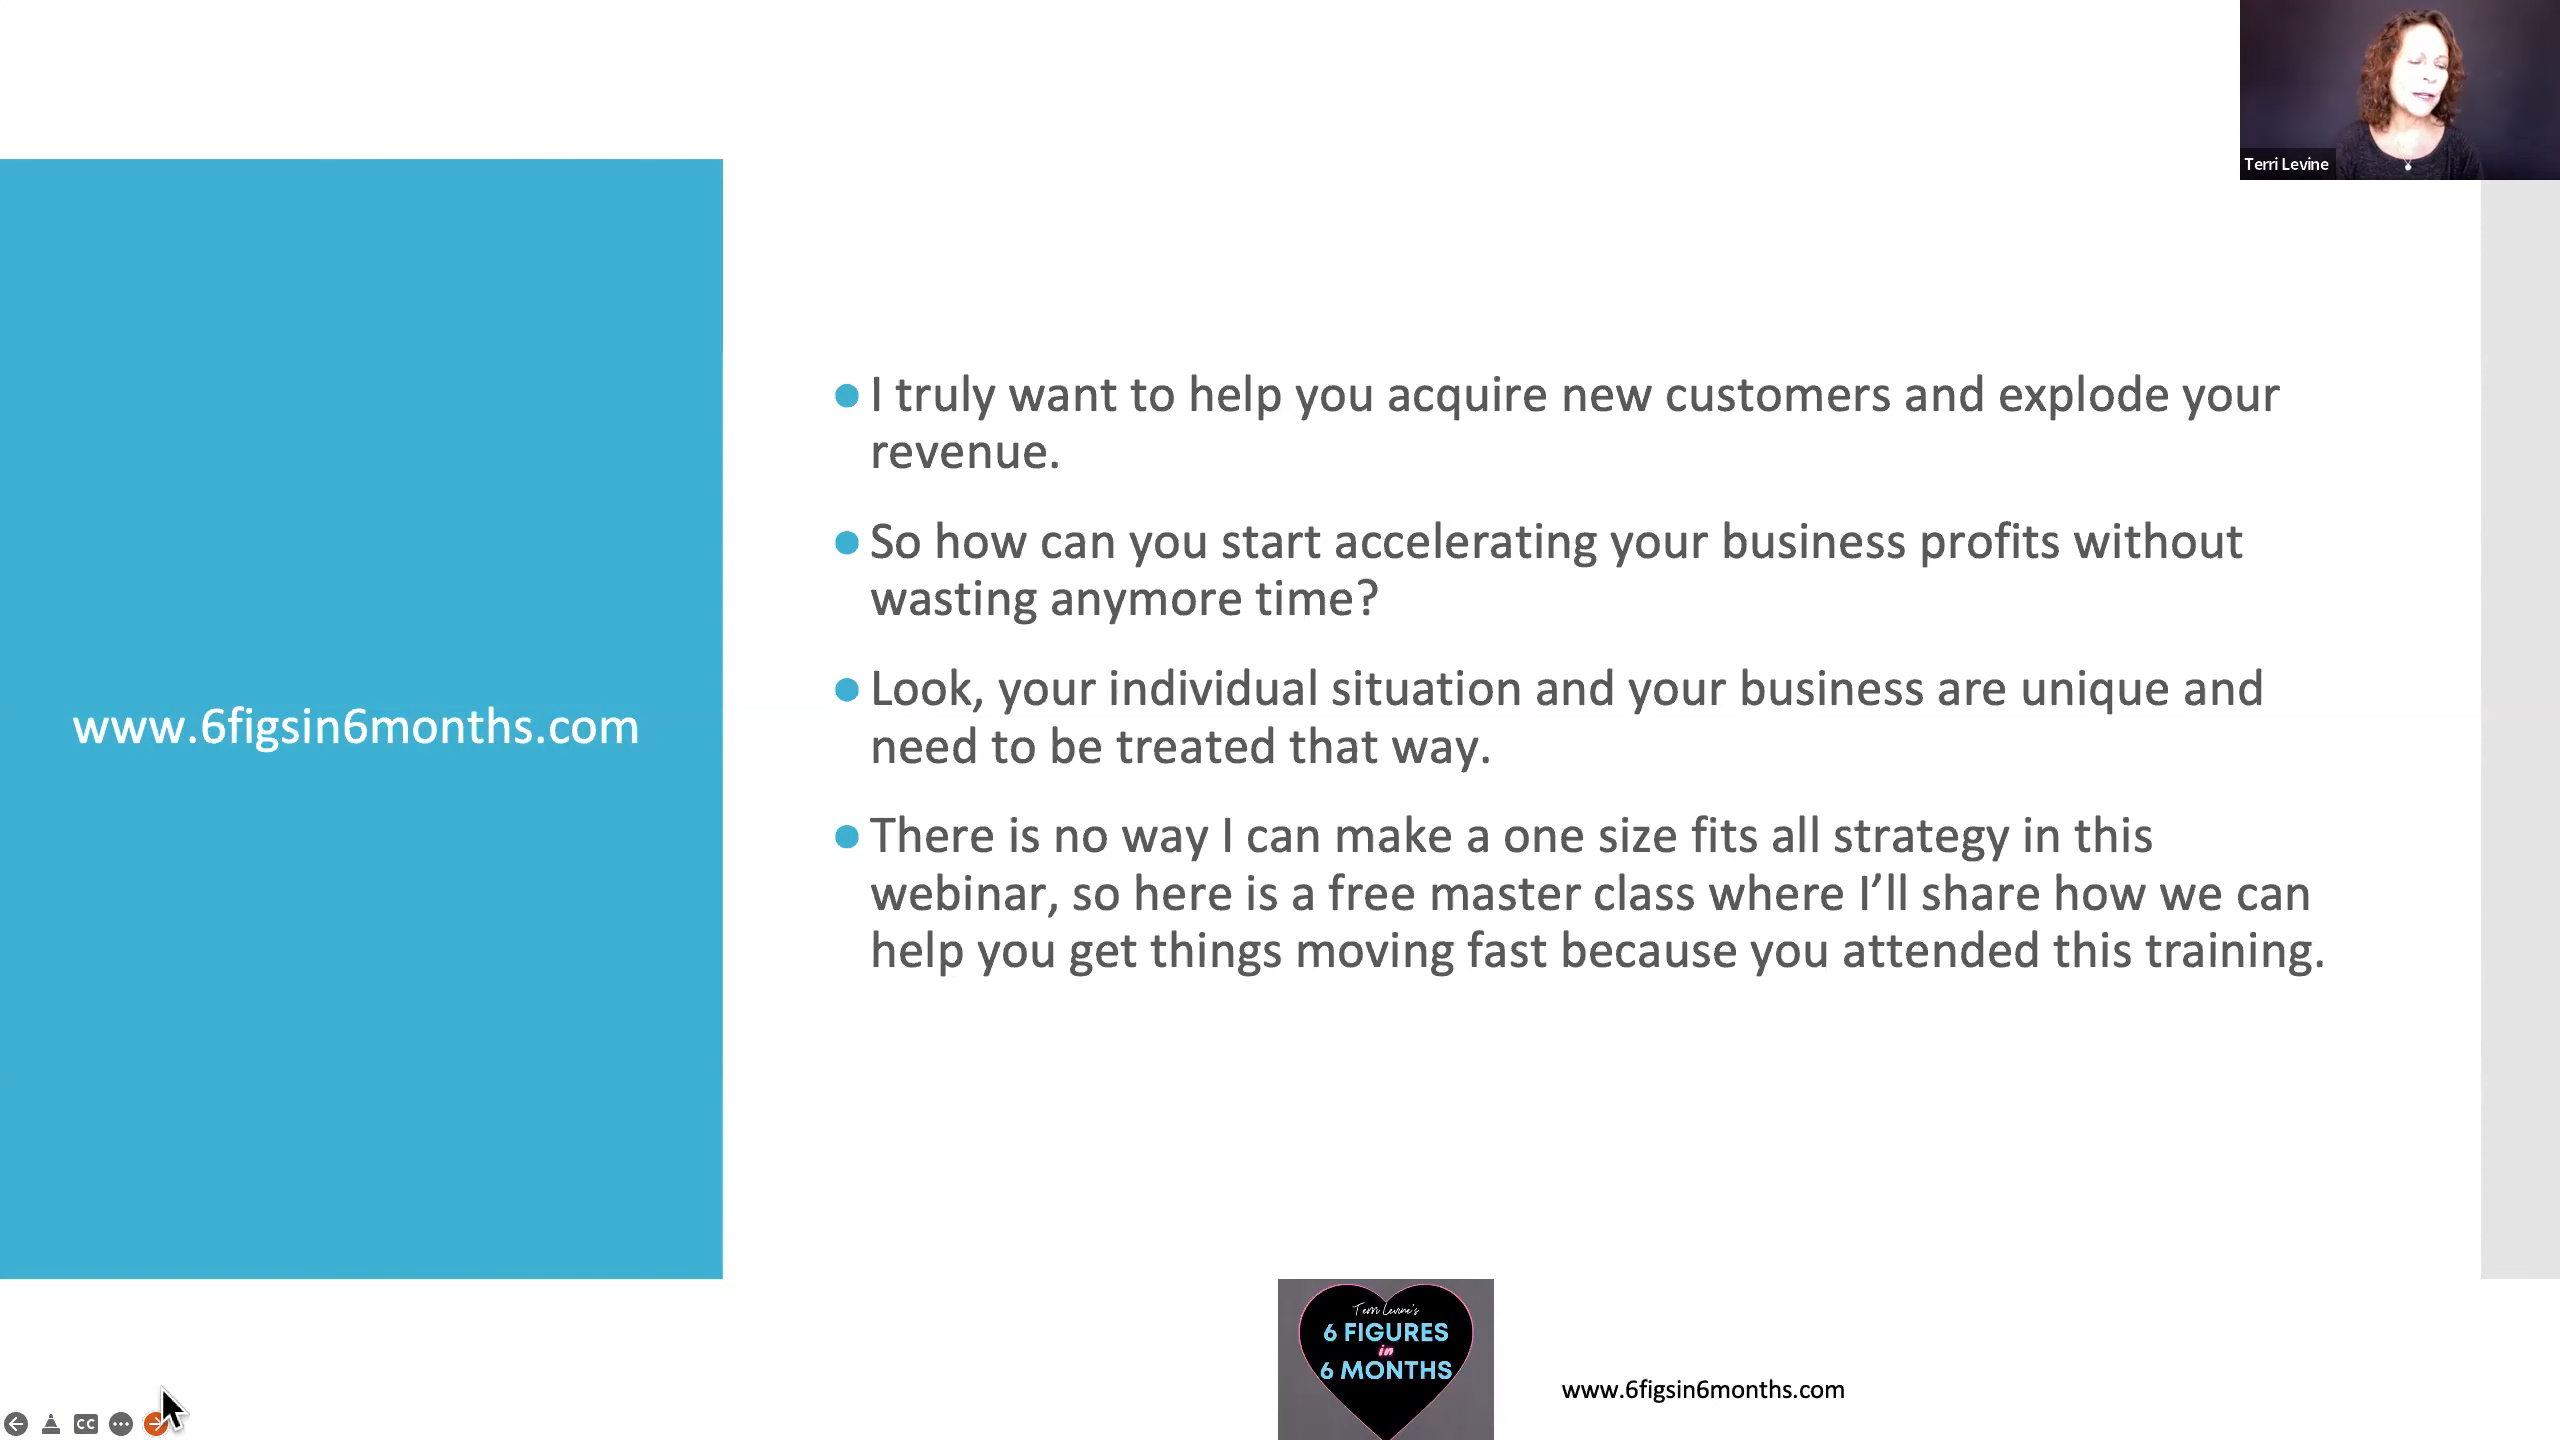 Terri Levine
www.6figsin6months.com
I truly want to help you acquire new customers and explode your
revenue.
So how can you start accelerating your business profits without
wasting anymore time?
Look, your individual situation and your business are unique and
need to be treated that way.
There is no way I can make a one size fits all strategy in this
webinar, so here is a free master class where I’ll share how we can
help you get things moving fast because you attended this training.
Terri Levine's
6 FIGURES
in
6 MONTHS
www.6figsin6months.com
CC